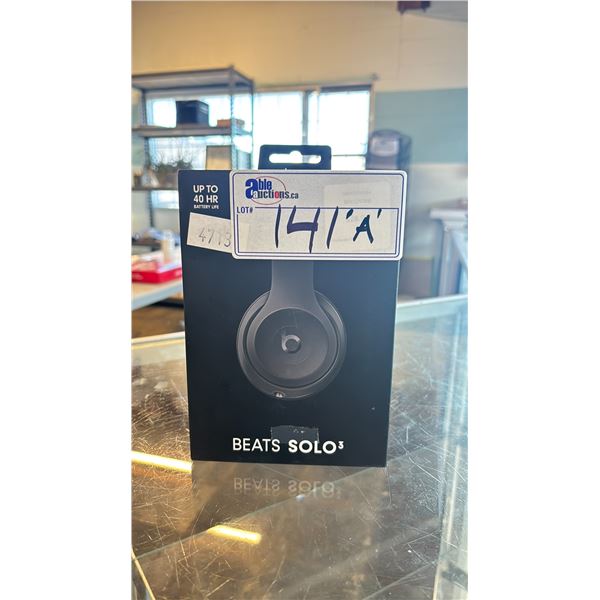 UP TO
40 HR
BATTERY LIFE
able
auctions.ca
LOT# 141 'A'
4713
BEATS SOLO³